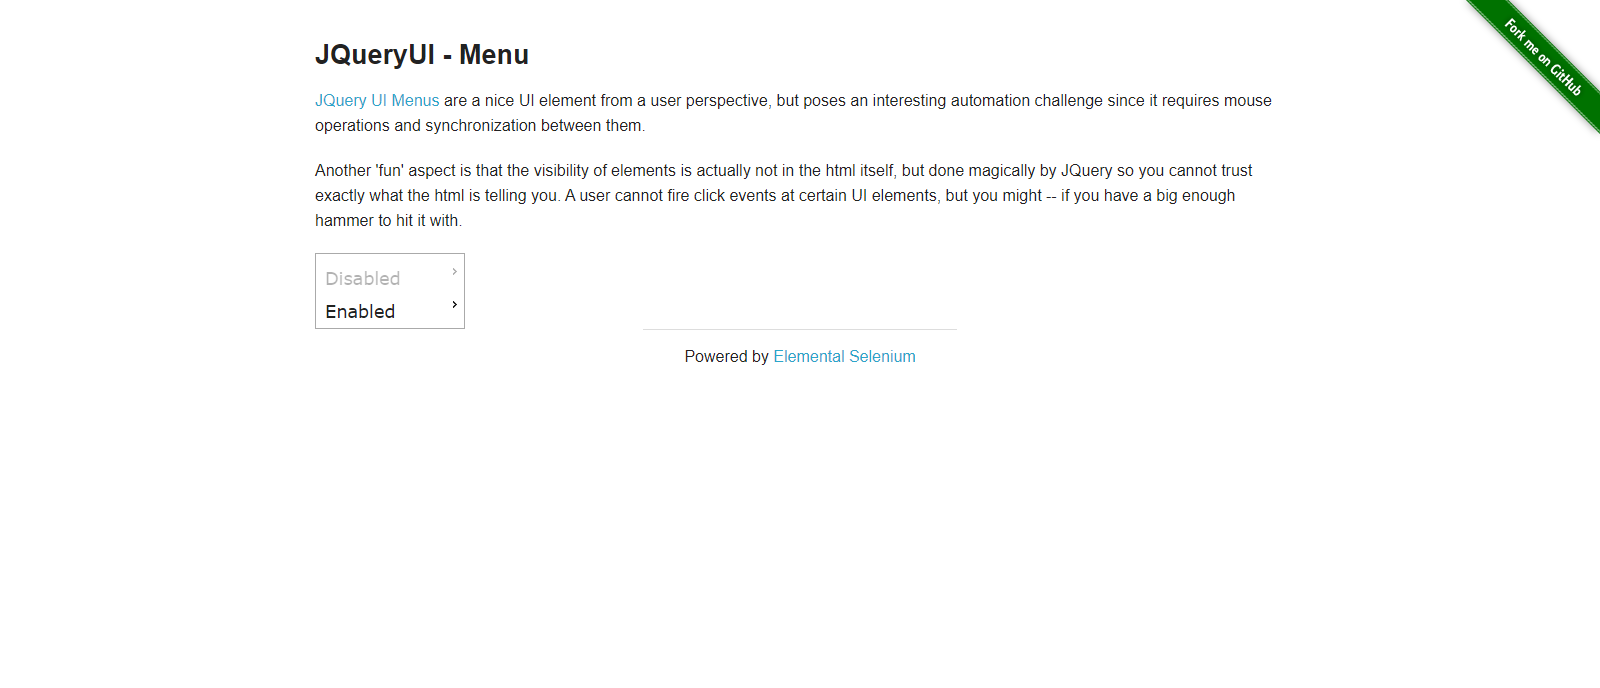 Fork me on GitHub
JQueryUI - Menu
JQuery UI Menus are a nice UI element from a user perspective, but poses an interesting automation challenge since it requires mouse
operations and synchronization between them.
Another 'fun' aspect is that the visibility of elements is actually not in the html itself, but done magically by JQuery so you cannot trust
exactly what the html is telling you. A user cannot fire click events at certain UI elements, but you might -- if you have a big enough
hammer to hit it with.
Disabled
Enabled
Powered by Elemental Selenium